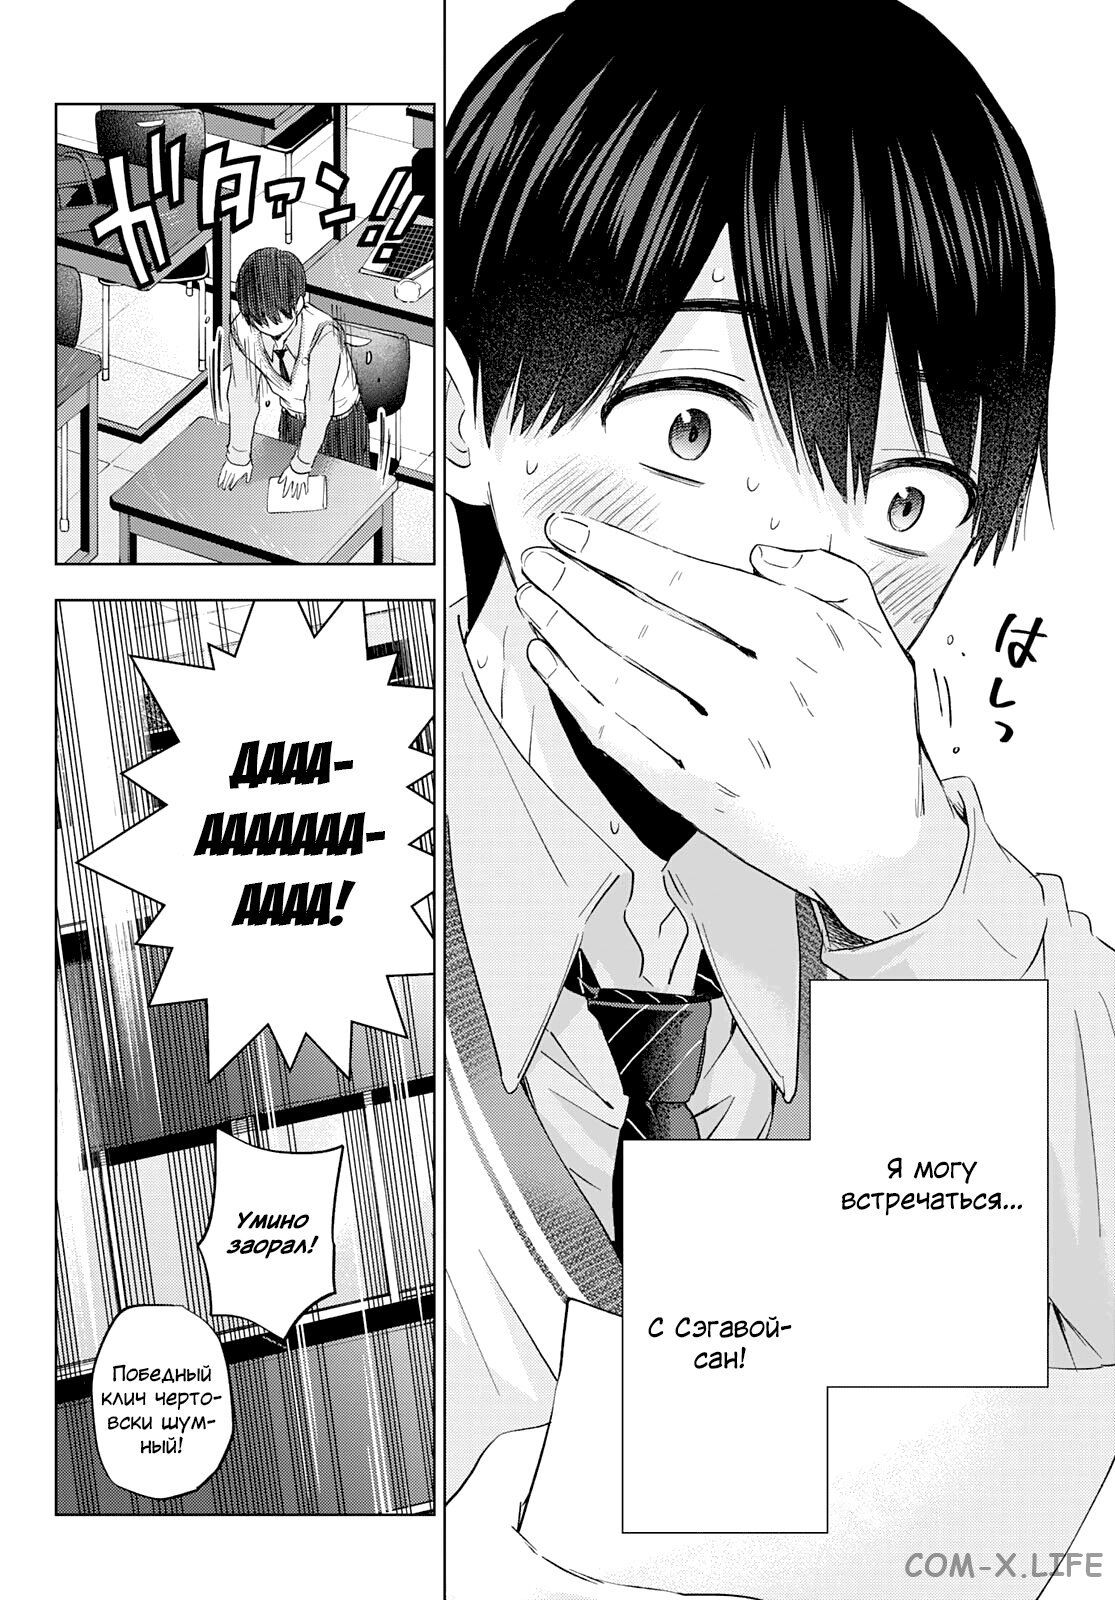 はしっ
Я могу
встречаться...
с Сэгавой-
сан!
ガタァン!!
ДААА-
ААААААА-
АААА!
Умино
заорал!
Победный
клич черто-
вски шум-
ный!
COM-X.LIFE